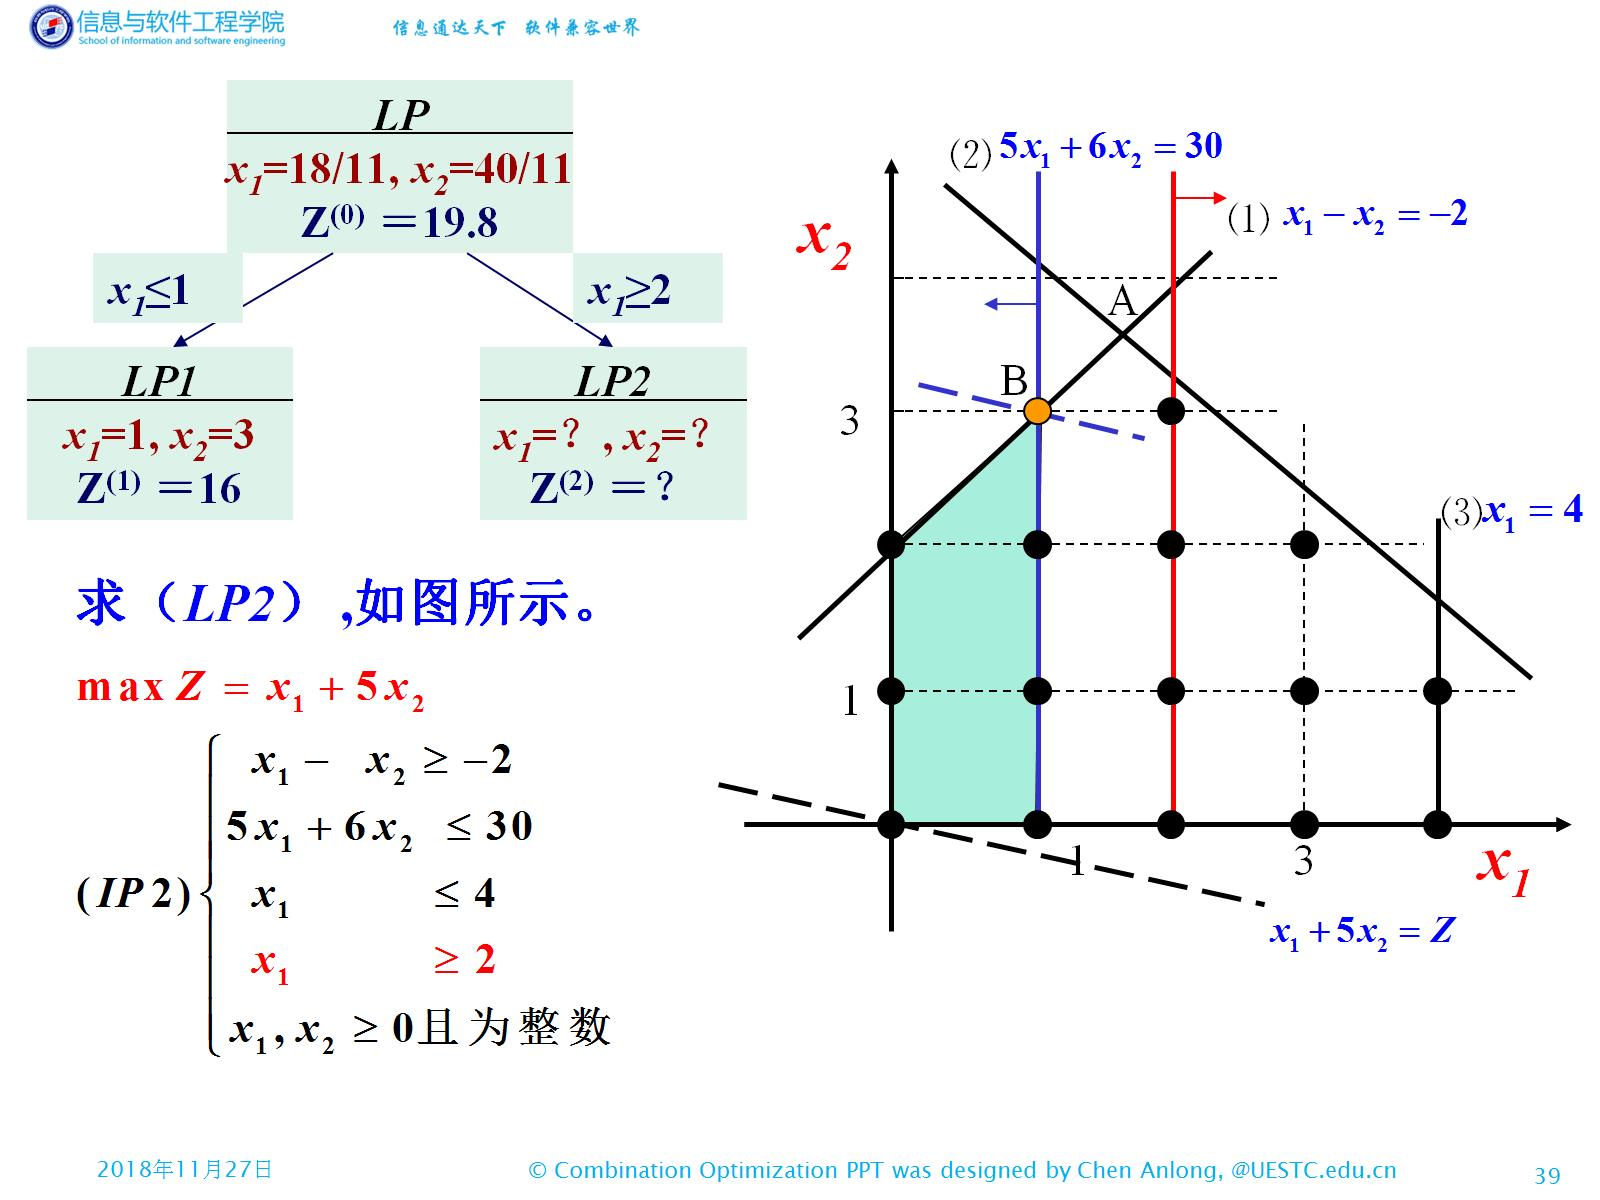 信息与软件工程学院
School of information and software engineering
信息通达天下 软件兼容世界
LP
x₁=18/11, x₂=40/11
Z⁽⁰⁾ =19.8
x₁≤1
x₁≥2
LP1
x₁=1, x₂=3
Z⁽¹⁾ =16
LP2
x₁=? , x₂=?
Z⁽²⁾ =?
求（LP2） ,如图所示。
max Z = x₁ + 5x₂
(IP2)
x₁ − x₂ ≥ −2
5x₁ + 6x₂ ≤ 30
x₁ ≤ 4
x₁ ≥ 2
x₁, x₂ ≥ 0且为整数
(2) 5x₁ + 6x₂ = 30
(1) x₁ − x₂ = −2
x₂
A
B
3
(3) x₁ = 4
1
1
3
x₁
x₁ + 5x₂ = Z
2018年11月27日
© Combination Optimization PPT was designed by Chen Anlong, @UESTC.edu.cn
39